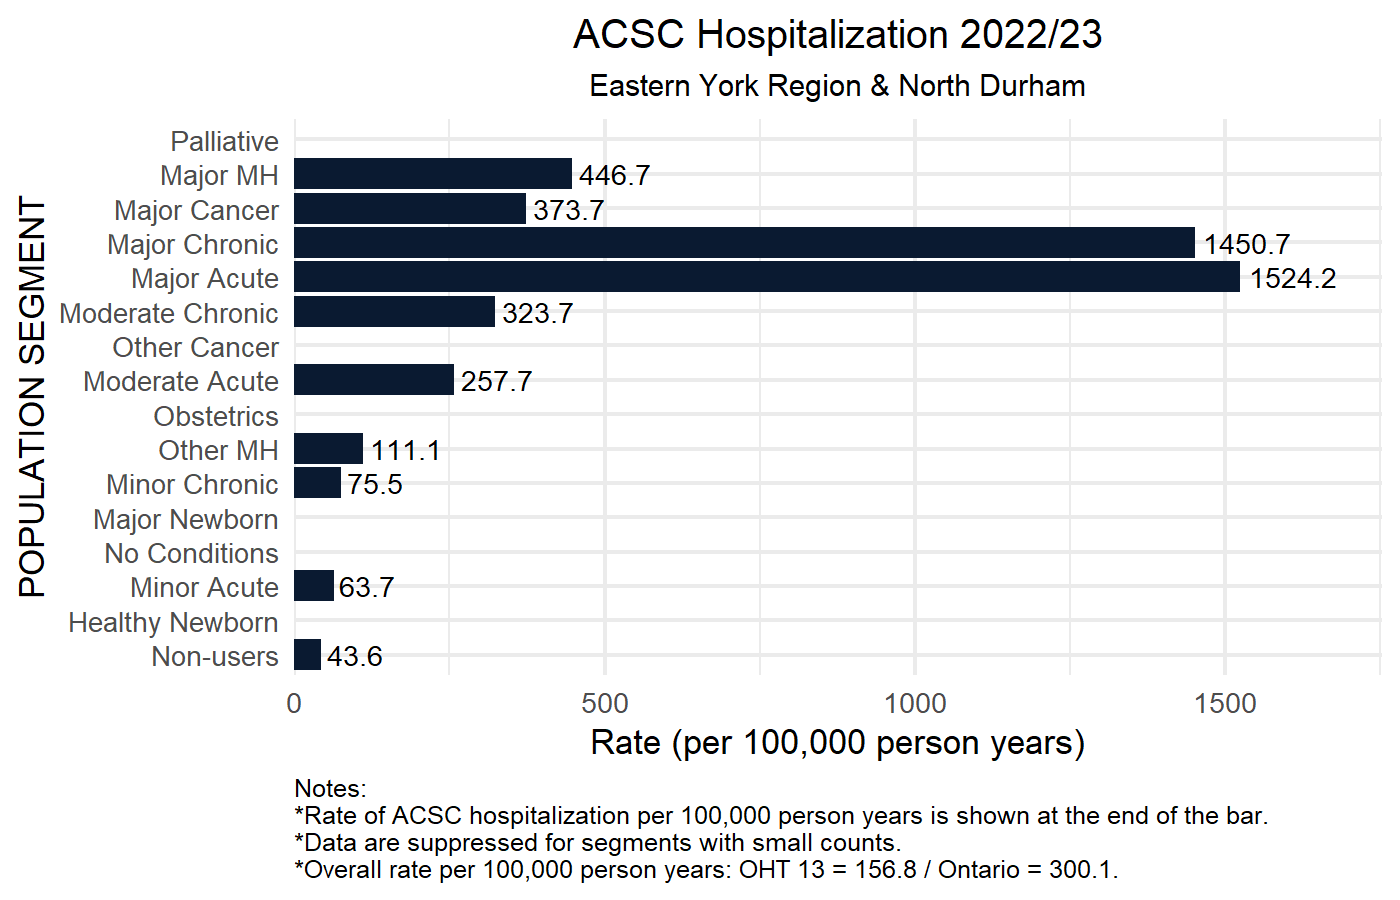 ACSC Hospitalization 2022/23
Eastern York Region & North Durham
POPULATION SEGMENT
Palliative
Major MH 446.7
Major Cancer 373.7
Major Chronic 1450.7
Major Acute 1524.2
Moderate Chronic 323.7
Other Cancer
Moderate Acute 257.7
Obstetrics
Other MH 111.1
Minor Chronic 75.5
Major Newborn
No Conditions
Minor Acute 63.7
Healthy Newborn
Non-users 43.6
0 500 1000 1500
Rate (per 100,000 person years)
Notes:
*Rate of ACSC hospitalization per 100,000 person years is shown at the end of the bar.
*Data are suppressed for segments with small counts.
*Overall rate per 100,000 person years: OHT 13 = 156.8 / Ontario = 300.1.